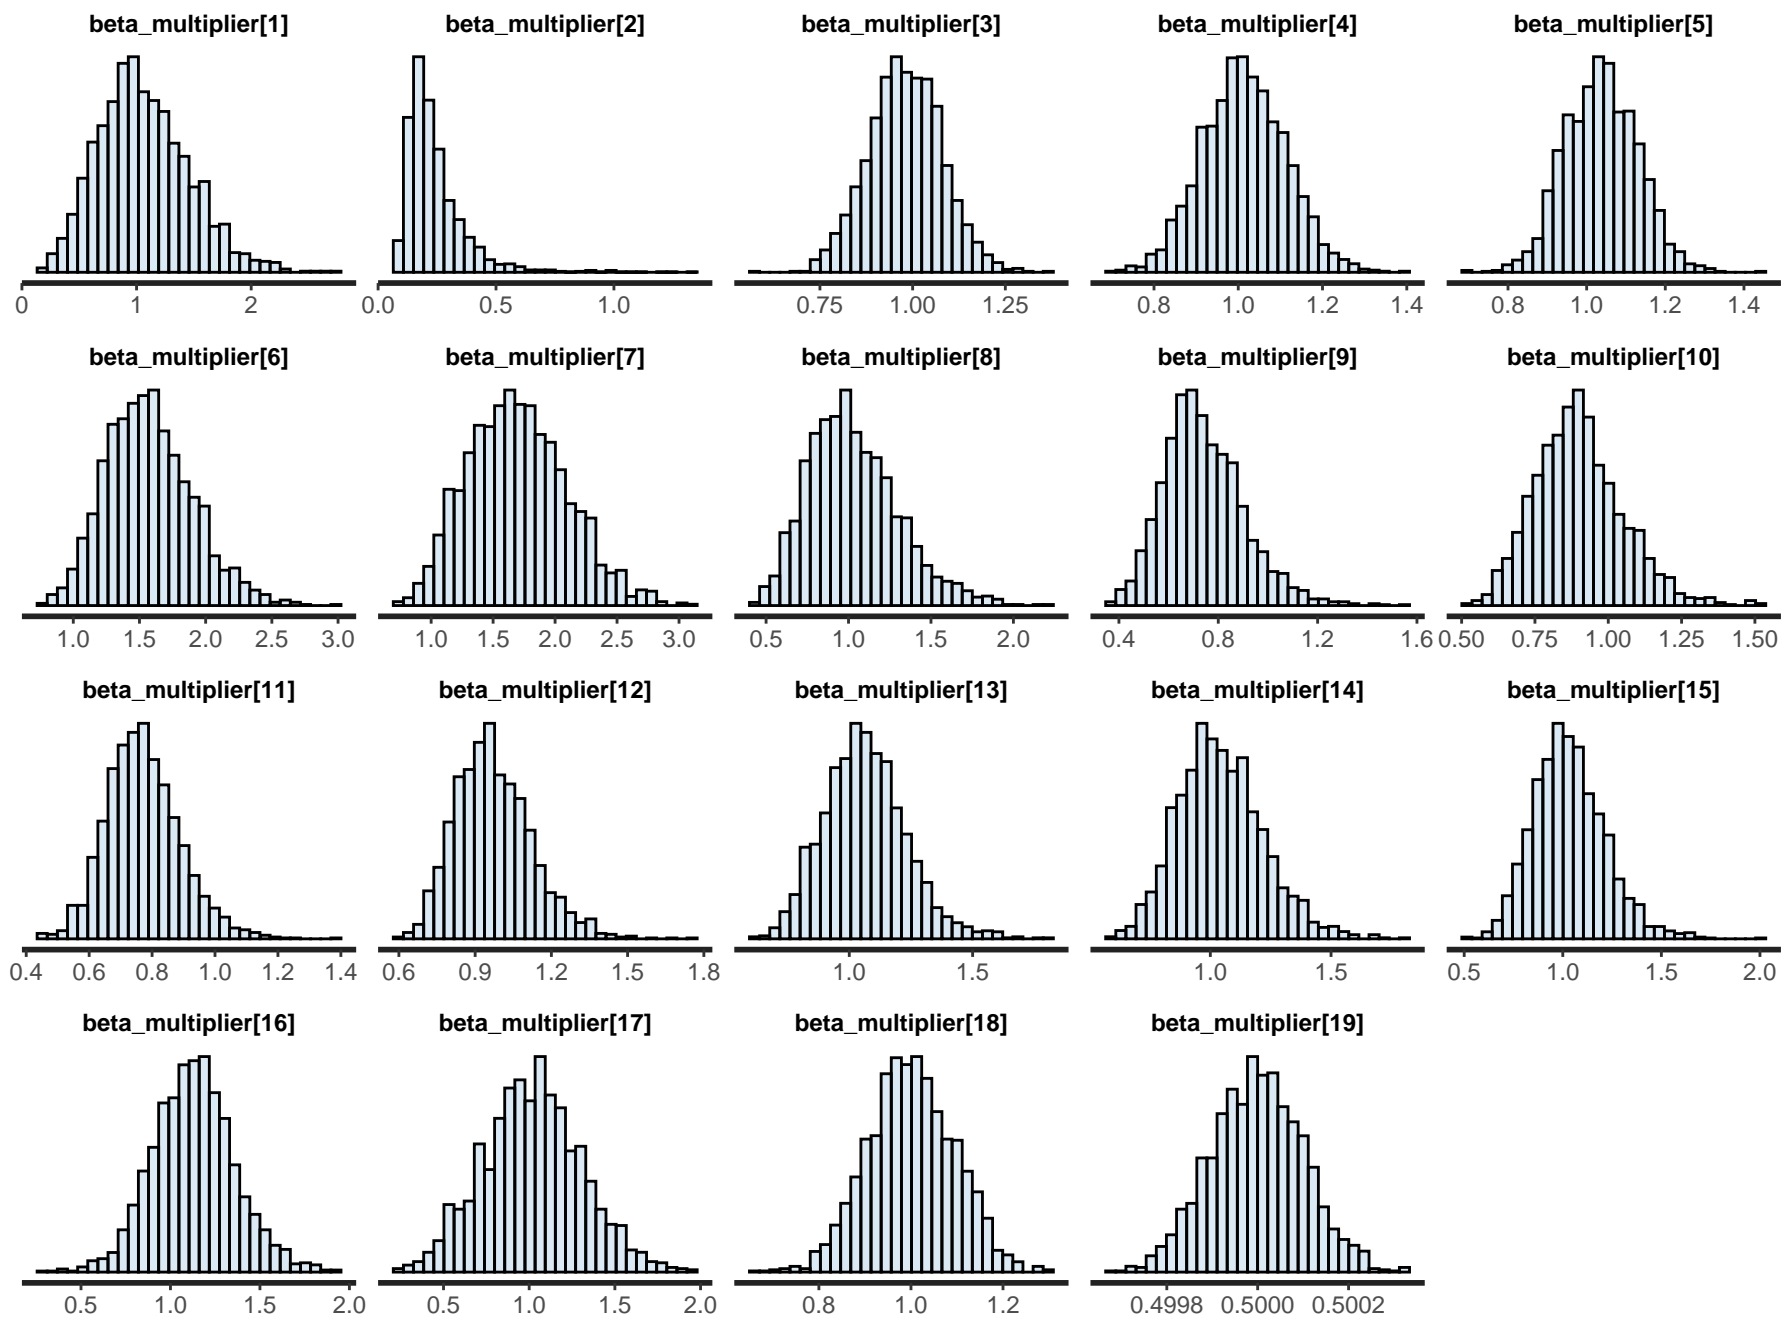 beta_multiplier[1] beta_multiplier[2] beta_multiplier[3] beta_multiplier[4] beta_multiplier[5]
0 1 2 0.0 0.5 1.0 0.75 1.00 1.25 0.8 1.0 1.2 1.4 0.8 1.0 1.2 1.4
beta_multiplier[6] beta_multiplier[7] beta_multiplier[8] beta_multiplier[9] beta_multiplier[10]
1.0 1.5 2.0 2.5 3.0 1.0 1.5 2.0 2.5 3.0 0.5 1.0 1.5 2.0 0.4 0.8 1.2 1.6 0.50 0.75 1.00 1.25 1.50
beta_multiplier[11] beta_multiplier[12] beta_multiplier[13] beta_multiplier[14] beta_multiplier[15]
0.4 0.6 0.8 1.0 1.2 1.4 0.6 0.9 1.2 1.5 1.8 1.0 1.5 1.0 1.5 0.5 1.0 1.5 2.0
beta_multiplier[16] beta_multiplier[17] beta_multiplier[18] beta_multiplier[19]
0.5 1.0 1.5 2.0 0.5 1.0 1.5 2.0 0.8 1.0 1.2 0.4998 0.5000 0.5002